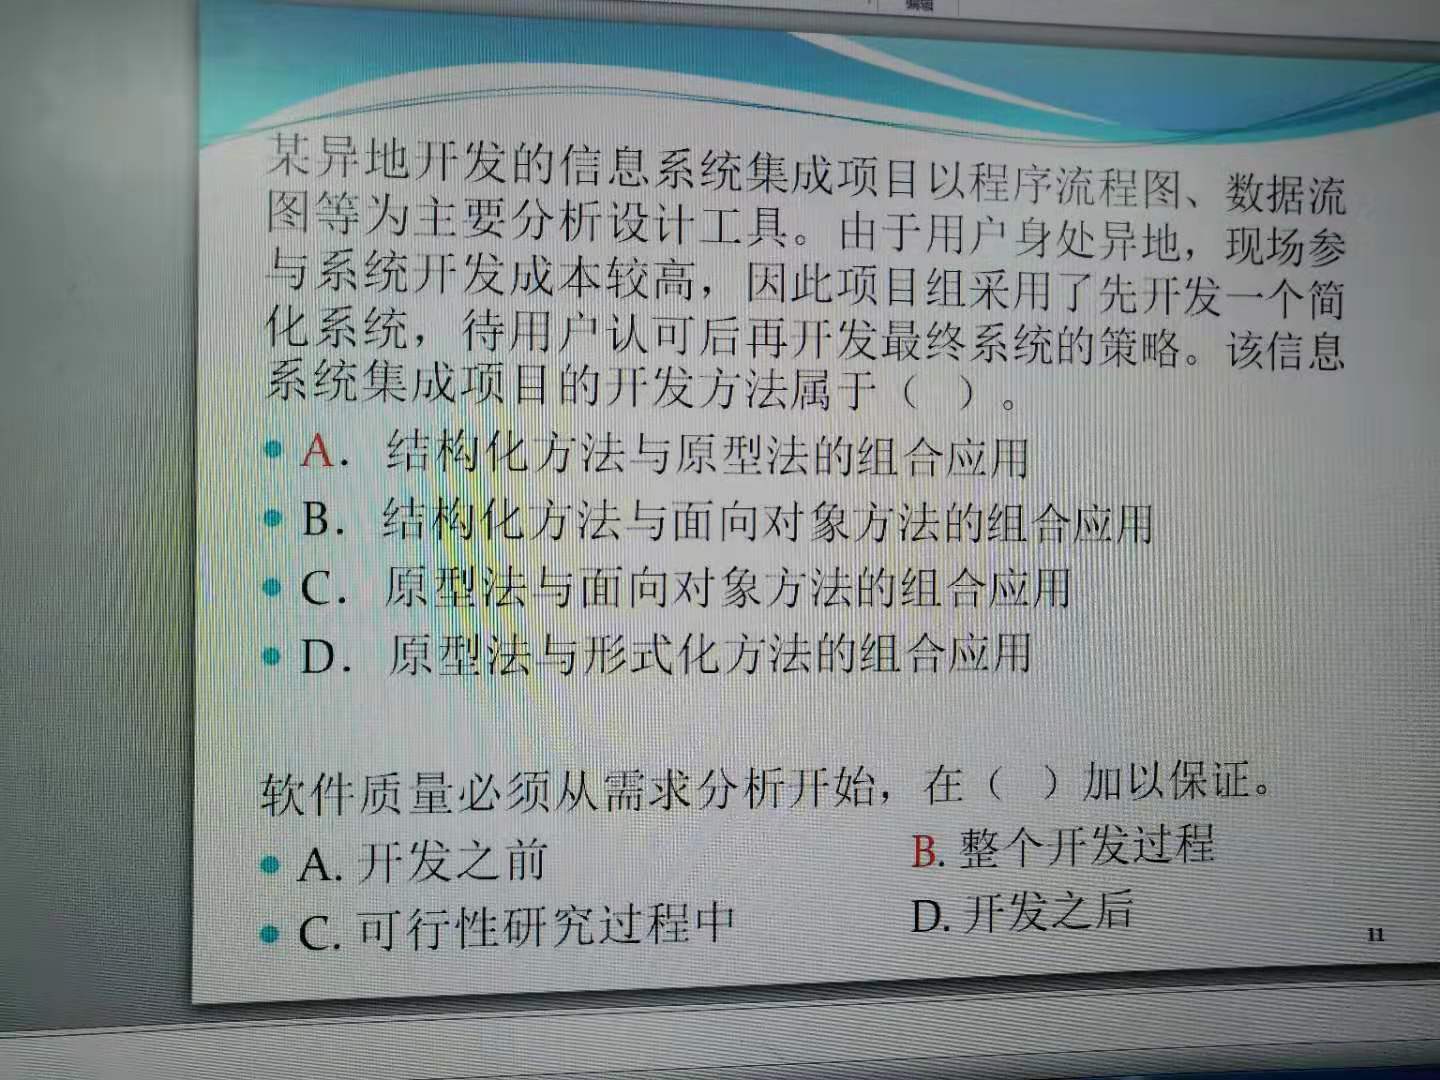 编辑
某异地开发的信息系统集成项目以程序流程图、数据流
图等为主要分析设计工具。由于用户身处异地，现场参
与系统开发成本较高，因此项目组采用了先开发一个简
化系统，待用户认可后再开发最终系统的策略。该信息
系统集成项目的开发方法属于（ ）。
A． 结构化方法与原型法的组合应用
B． 结构化方法与面向对象方法的组合应用
C． 原型法与面向对象方法的组合应用
D． 原型法与形式化方法的组合应用
软件质量必须从需求分析开始，在（ ）加以保证。
A. 开发之前 B. 整个开发过程
C. 可行性研究过程中 D. 开发之后
11